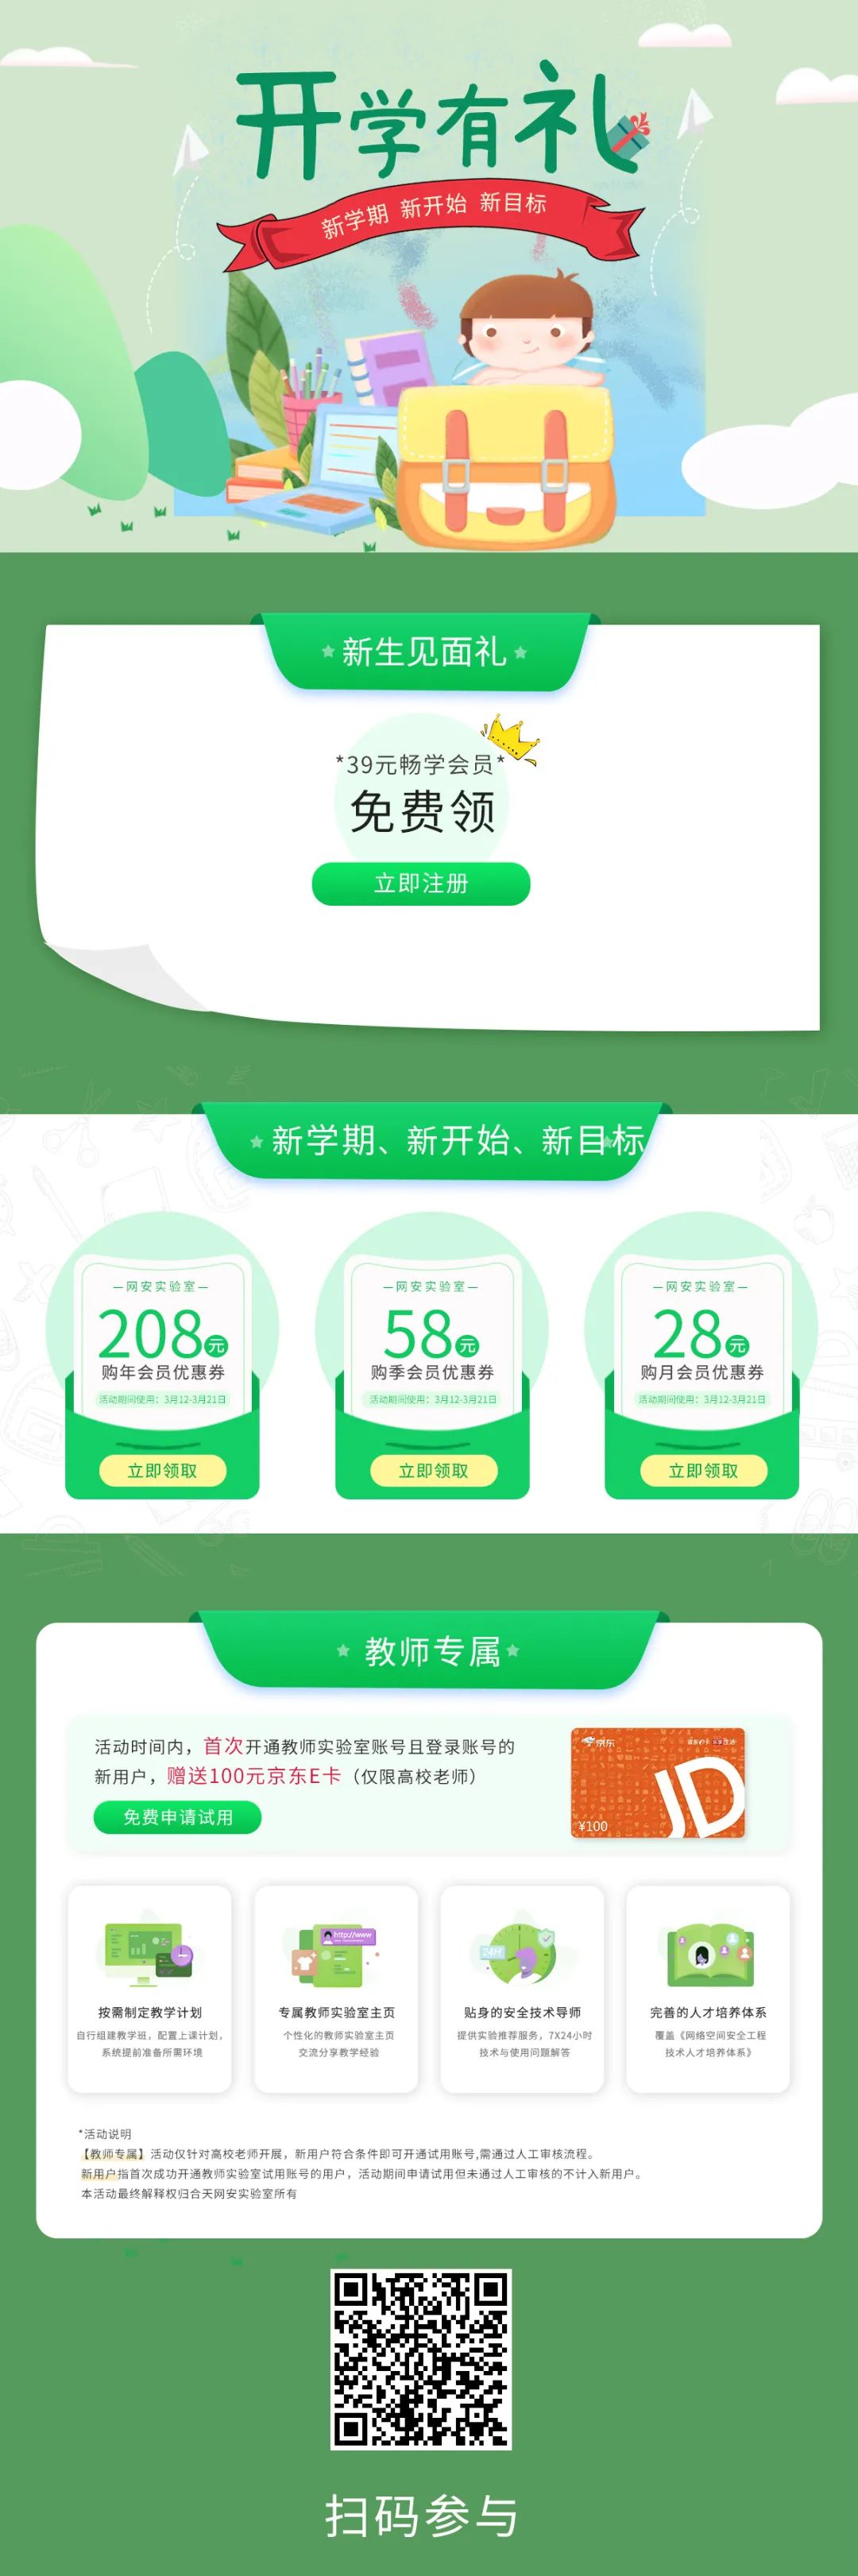 开学有礼
新学期 新开始 新目标
新生见面礼
*39元畅学会员*
免费领
立即注册
新学期、新开始、新目标
—网安实验室—
208元
购年会员优惠券
活动期间使用：3月12-3月21日
立即领取
—网安实验室—
58元
购季会员优惠券
活动期间使用：3月12-3月21日
立即领取
—网安实验室—
28元
购月会员优惠券
活动期间使用：3月12-3月21日
立即领取
教师专属
活动时间内，首次开通教师实验室账号且登录账号的
新用户，赠送100元京东E卡（仅限高校老师）
免费申请试用
京东
JD
¥100
http://www
24H
按需制定教学计划
自行组建教学班，配置上课计划，
系统提前准备所需环境
专属教师实验室主页
个性化的教师实验室主页
交流分享教学经验
贴身的安全技术导师
提供实验推荐服务，7X24小时
技术与使用问题解答
完善的人才培养体系
覆盖《网络空间安全工程
技术人才培养体系》
*活动说明
【教师专属】活动仅针对高校老师开展，新用户符合条件即可开通试用账号,需通过人工审核流程。
新用户指首次成功开通教师实验室试用账号的用户，活动期间申请试用但未通过人工审核的不计入新用户。
本活动最终解释权归合天网安实验室所有
扫码参与